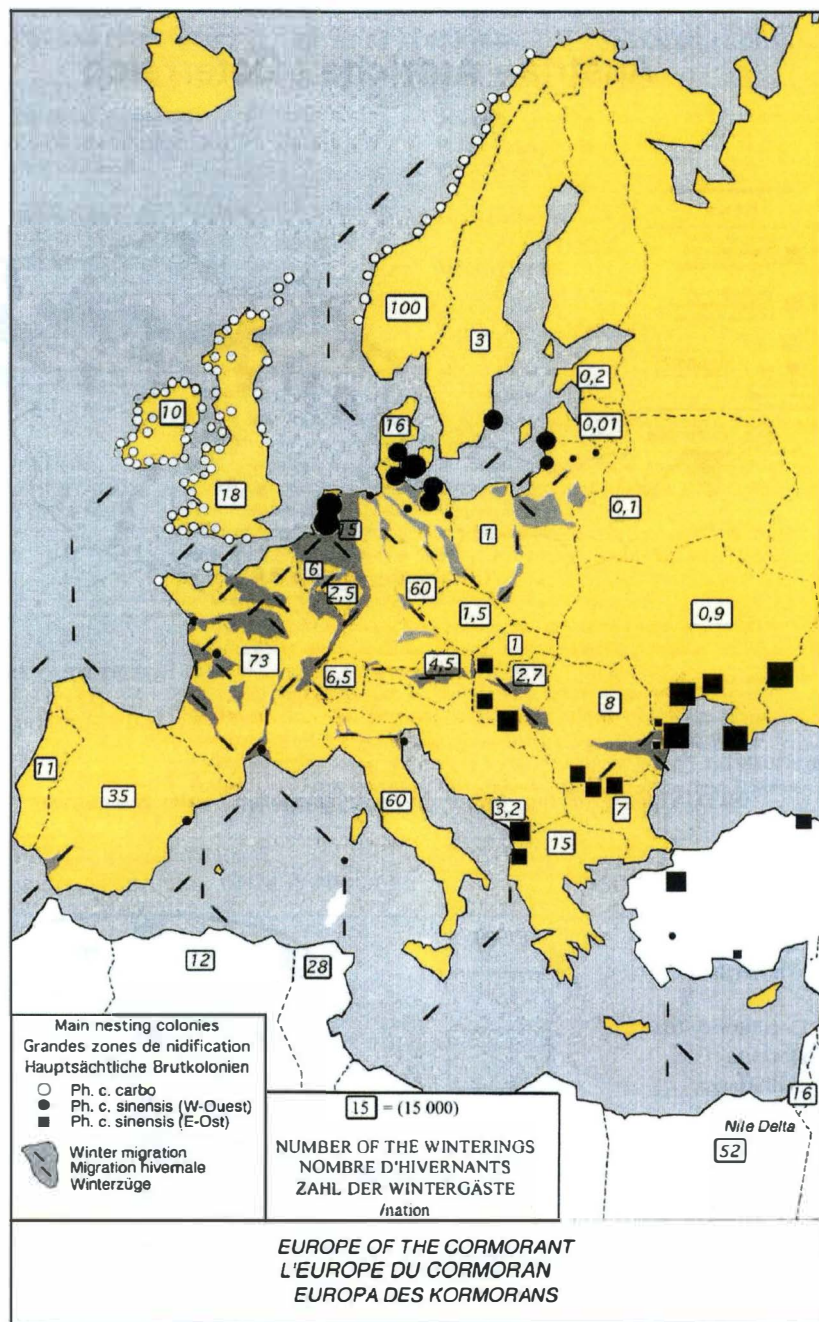 100
3
0,2
10
16
0,01
18
0,1
15
1
6
2,5
60
1,5
0,9
1
73
6,5
4,5
2,7
8
11
35
60
3,2
7
15
12
28
16
Nile Delta
52
Main nesting colonies
Grandes zones de nidification
Hauptsächtliche Brutkolonien
Ph. c. carbo
Ph. c. sinensis (W-Ouest)
Ph. c. sinensis (E-Ost)
Winter migration
Migration hivernale
Winterzüge
15 = (15 000)
NUMBER OF THE WINTERINGS
NOMBRE D'HIVERNANTS
ZAHL DER WINTERGÄSTE
/nation
EUROPE OF THE CORMORANT
L'EUROPE DU CORMORAN
EUROPA DES KORMORANS